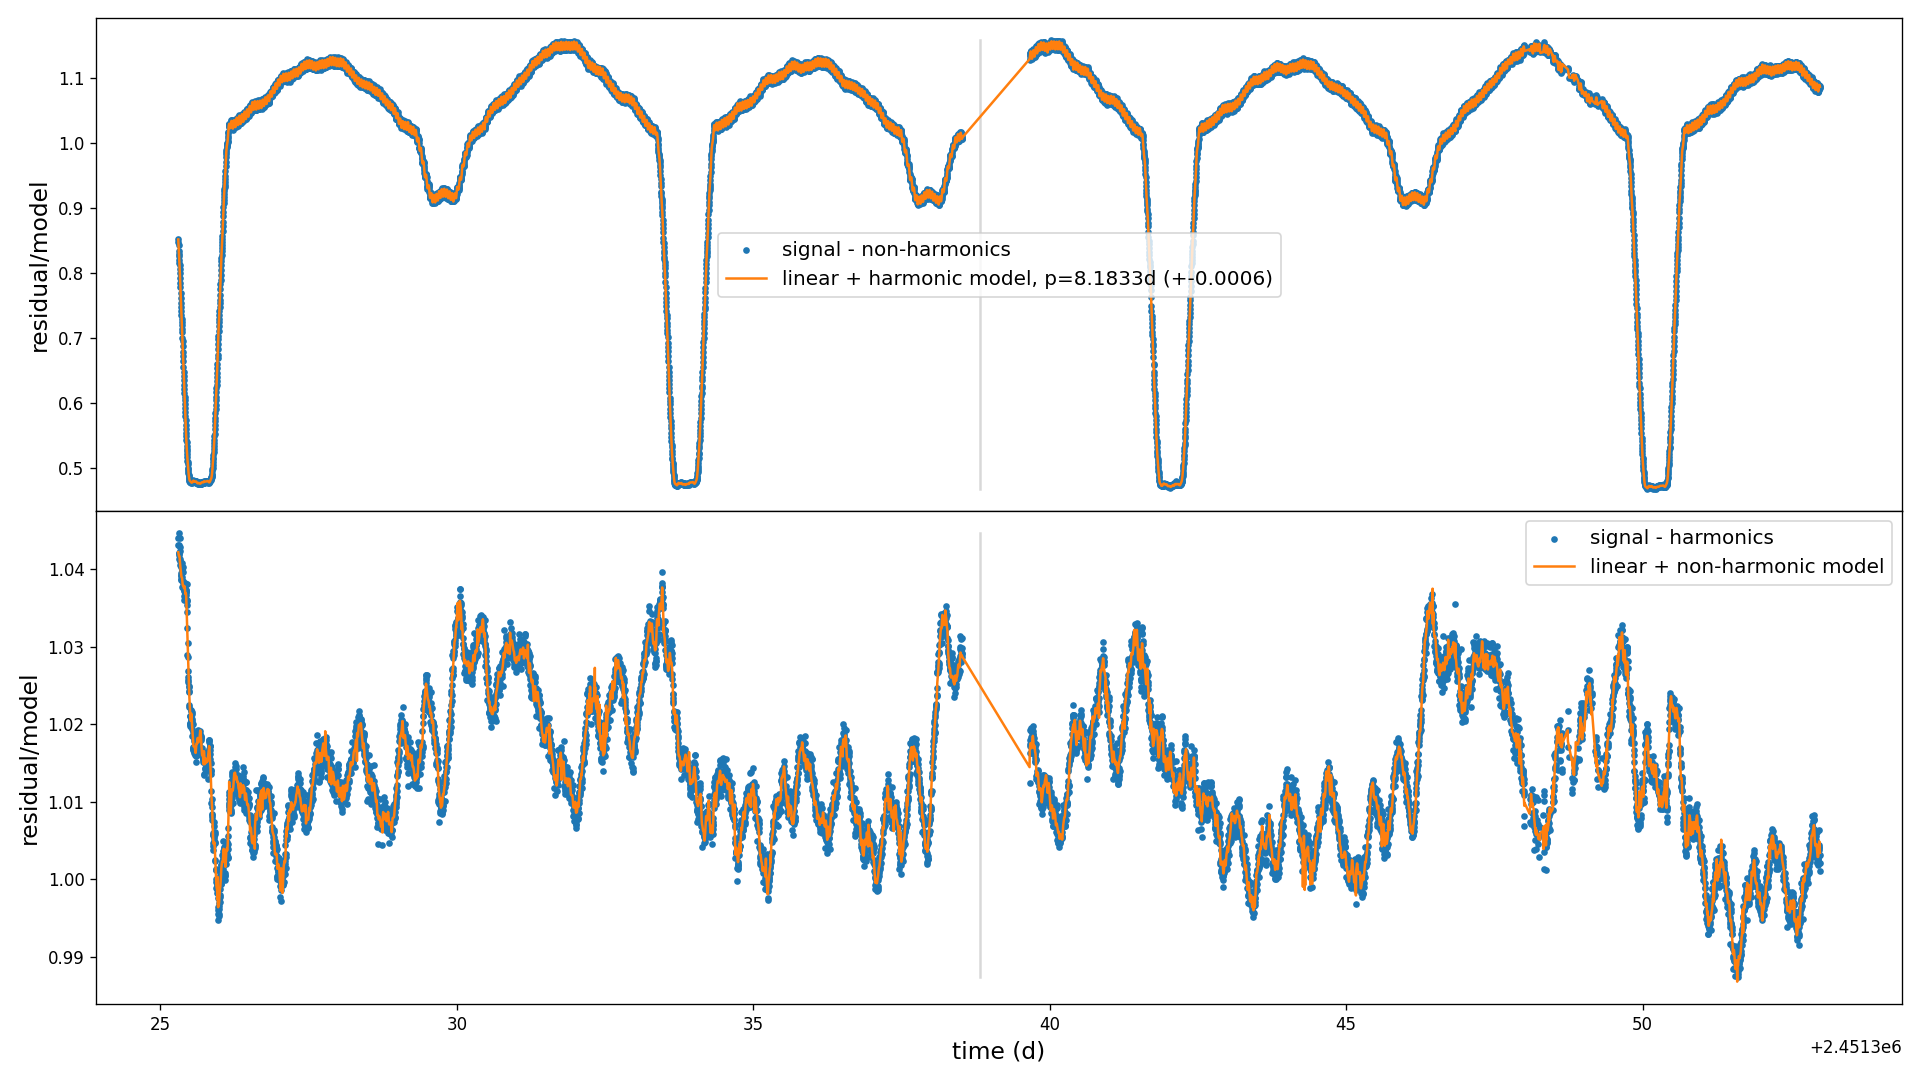 residual/model
1.1
1.0
0.9
0.8
0.7
0.6
0.5
signal - non-harmonics
linear + harmonic model, p=8.1833d (+-0.0006)
residual/model
1.04
1.03
1.02
1.01
1.00
0.99
signal - harmonics
linear + non-harmonic model
25 30 35 40 45 50
time (d)
+2.4513e6